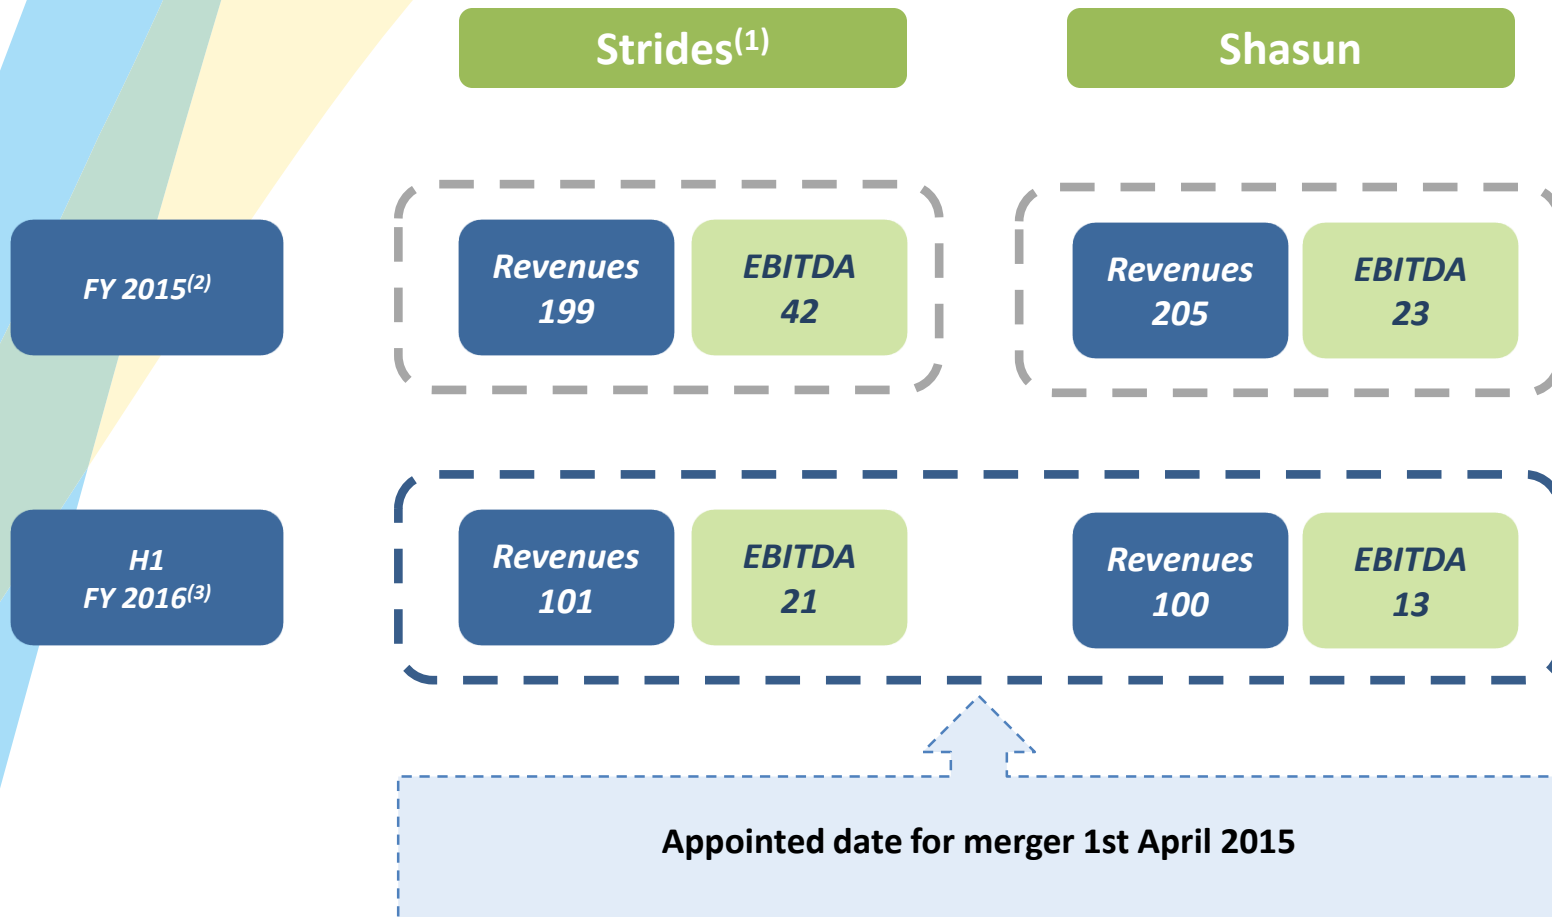 Strides(1)
Shasun
FY 2015(2)
Revenues
199
EBITDA
42
Revenues
205
EBITDA
23
H1
FY 2016(3)
Revenues
101
EBITDA
21
Revenues
100
EBITDA
13
Appointed date for merger 1st April 2015